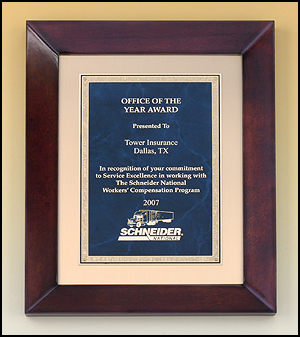 OFFICE OF THE
YEAR AWARD
Presented To
Tower Insurance
Dallas, TX
In recognition of your commitment
to Service Excellence in working with
The Schneider National
Workers' Compensation Program
2007
SCHNEIDER
NATIONAL